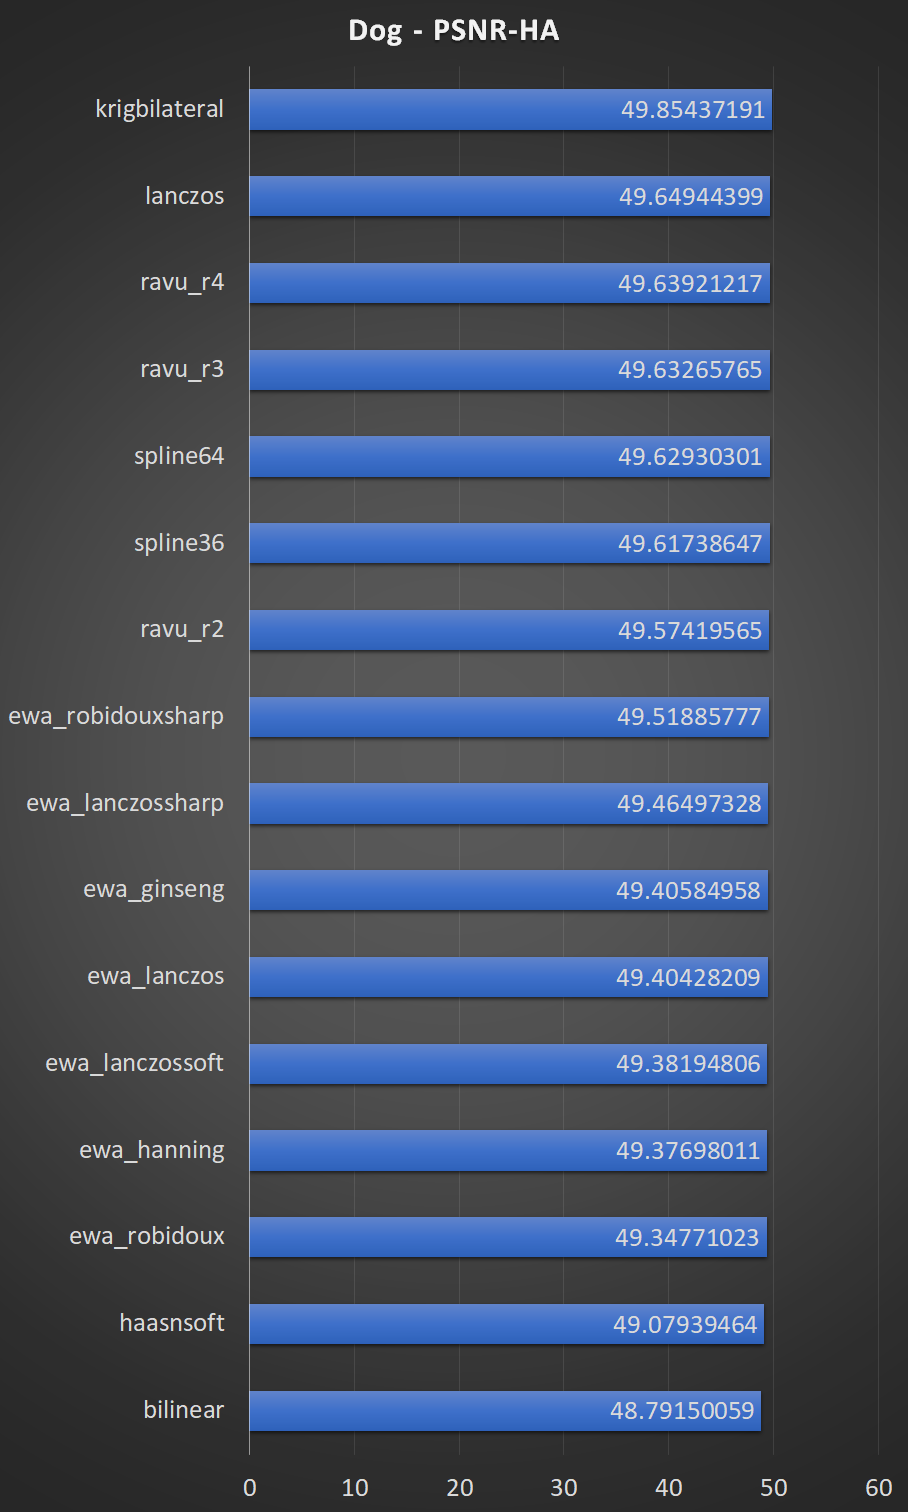 Dog - PSNR-HA
krigbilateral 49.85437191
lanczos 49.64944399
ravu_r4 49.63921217
ravu_r3 49.63265765
spline64 49.62930301
spline36 49.61738647
ravu_r2 49.57419565
ewa_robidouxsharp 49.51885777
ewa_lanczossharp 49.46497328
ewa_ginseng 49.40584958
ewa_lanczos 49.40428209
ewa_lanczossoft 49.38194806
ewa_hanning 49.37698011
ewa_robidoux 49.34771023
haasnsoft 49.07939464
bilinear 48.79150059
0 10 20 30 40 50 60